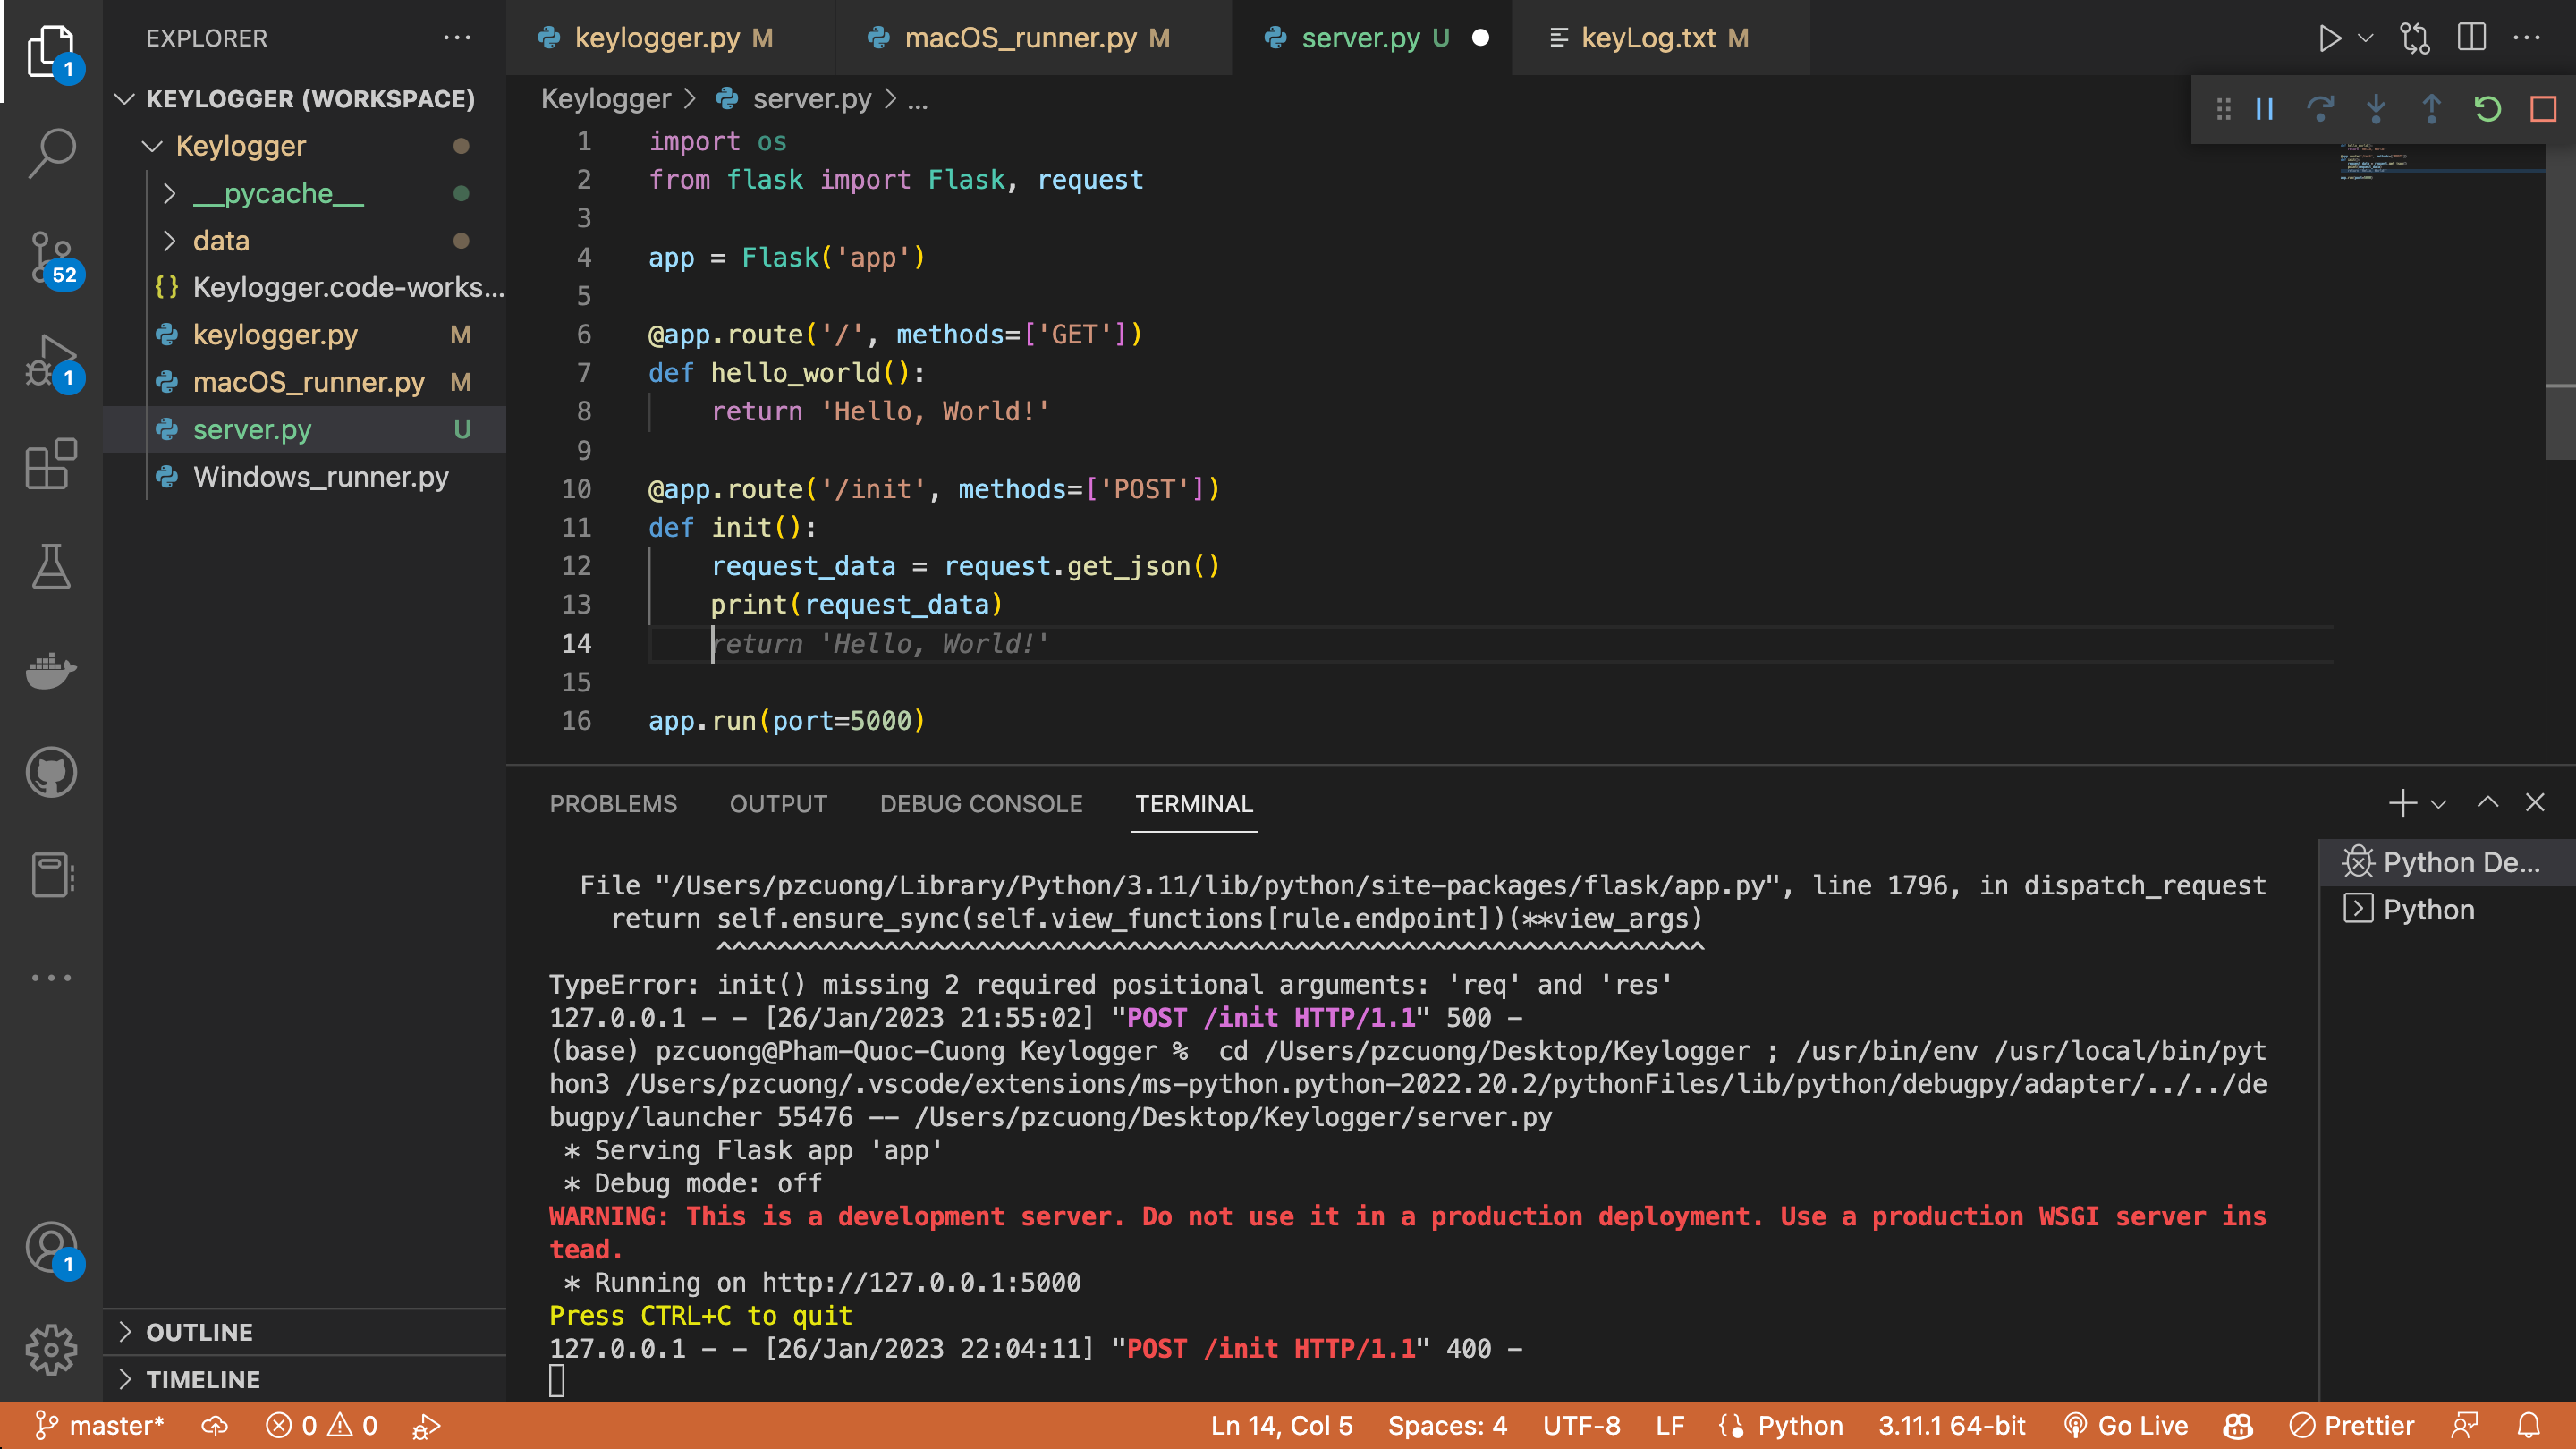 EXPLORER
KEYLOGGER (WORKSPACE)
Keylogger
__pycache__
data
{} Keylogger.code-works...
keylogger.py M
macOS_runner.py M
server.py U
Windows_runner.py
OUTLINE
TIMELINE
1
52
1
1
keylogger.py M
macOS_runner.py M
server.py U
keyLog.txt M
Keylogger > server.py > ...
1 import os
2 from flask import Flask, request
3
4 app = Flask('app')
5
6 @app.route('/', methods=['GET'])
7 def hello_world():
8 return 'Hello, World!'
9
10 @app.route('/init', methods=['POST'])
11 def init():
12 request_data = request.get_json()
13 print(request_data)
14 return 'Hello, World!'
15
16 app.run(port=5000)
PROBLEMS OUTPUT DEBUG CONSOLE TERMINAL
File "/Users/pzcuong/Library/Python/3.11/lib/python/site-packages/flask/app.py", line 1796, in dispatch_request
return self.ensure_sync(self.view_functions[rule.endpoint])(**view_args)
^^^^^^^^^^^^^^^^^^^^^^^^^^^^^^^^^^^^^^^^^^^^^^^^^^^^^^^^^^^^^^^^^
TypeError: init() missing 2 required positional arguments: 'req' and 'res'
127.0.0.1 - - [26/Jan/2023 21:55:02] "POST /init HTTP/1.1" 500 -
(base) pzcuong@Pham-Quoc-Cuong Keylogger %  cd /Users/pzcuong/Desktop/Keylogger ; /usr/bin/env /usr/local/bin/pyt
hon3 /Users/pzcuong/.vscode/extensions/ms-python.python-2022.20.2/pythonFiles/lib/python/debugpy/adapter/../../de
bugpy/launcher 55476 -- /Users/pzcuong/Desktop/Keylogger/server.py
* Serving Flask app 'app'
* Debug mode: off
WARNING: This is a development server. Do not use it in a production deployment. Use a production WSGI server ins
tead.
* Running on http://127.0.0.1:5000
Press CTRL+C to quit
127.0.0.1 - - [26/Jan/2023 22:04:11] "POST /init HTTP/1.1" 400 -
Python De...
Python
master* 0 0 Ln 14, Col 5 Spaces: 4 UTF-8 LF Python 3.11.1 64-bit Go Live Prettier